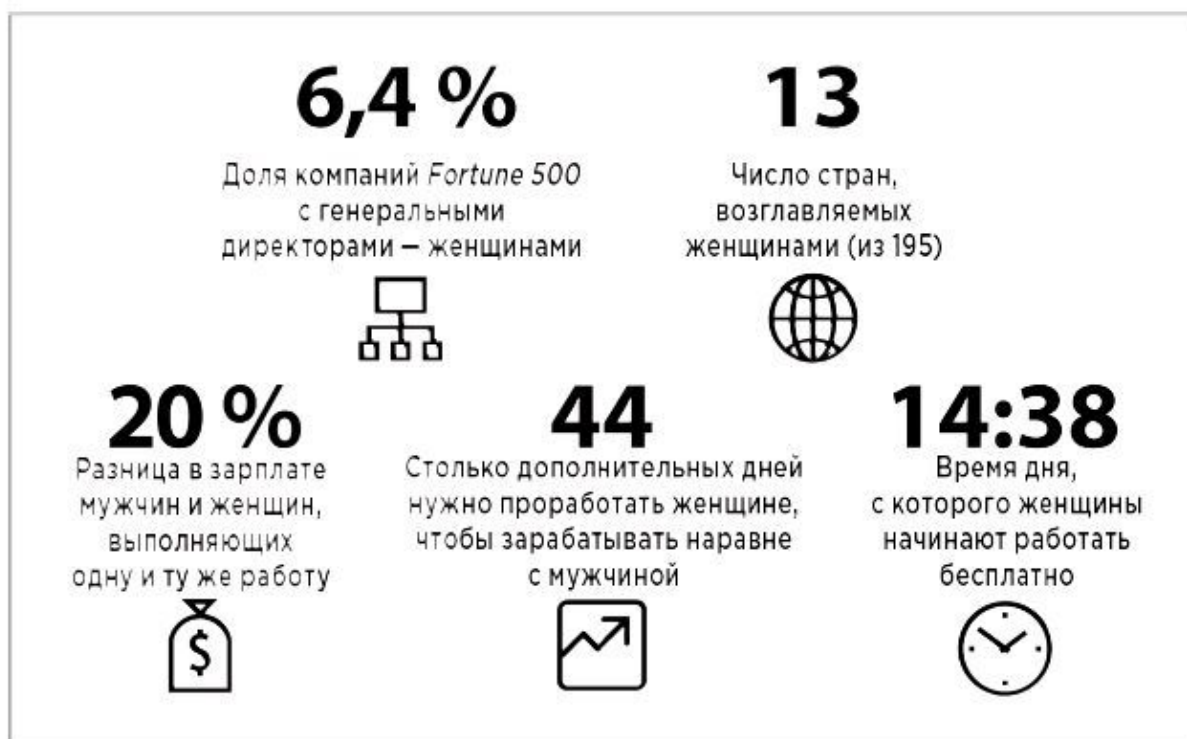 6,4 %
Доля компаний Fortune 500
с генеральными
директорами — женщинами
13
Число стран,
возглавляемых
женщинами (из 195)
20 %
Разница в зарплате
мужчин и женщин,
выполняющих
одну и ту же работу
$
44
Столько дополнительных дней
нужно проработать женщине,
чтобы зарабатывать наравне
с мужчиной
14:38
Время дня,
с которого женщины
начинают работать
бесплатно